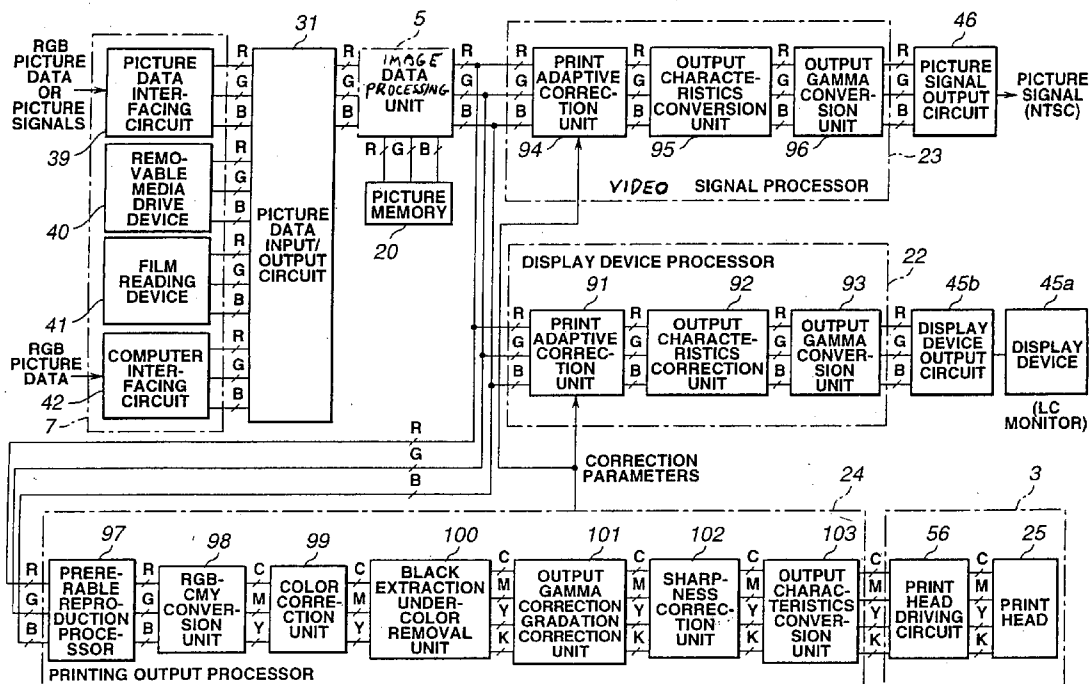 RGB
PICTURE
DATA
OR
PICTURE
SIGNALS
PICTURE
DATA
INTER-
FACING
CIRCUIT
39
REMO-
VABLE
MEDIA
DRIVE
DEVICE
40
FILM
READING
DEVICE
41
RGB
PICTURE
DATA
COMPUTER
INTER-
FACING
CIRCUIT
42
7
R
G
B
R
G
B
R
G
B
R
G
B
31
PICTURE
DATA
INPUT/
OUTPUT
CIRCUIT
R
G
B
5
IMAGE
DATA
PROCESSING
UNIT
R G B
PICTURE
MEMORY
20
R
G
B
R
G
B
PRINT
ADAPTIVE
CORRECTION
UNIT
94
R
G
B
OUTPUT
CHARACTE-
RISTICS
CONVERSION
UNIT
95
R
G
B
OUTPUT
GAMMA
CONVER-
SION
UNIT
96
R
G
B
23
VIDEO SIGNAL PROCESSOR
46
PICTURE
SIGNAL
OUTPUT
CIRCUIT
PICTURE
SIGNAL
(NTSC)
DISPLAY DEVICE PROCESSOR
22
R
G
B
91
PRINT
ADAPTIVE
CORREC-
TION
UNIT
R
G
B
92
OUTPUT
CHARACTE-
RISTICS
CORRECTION
UNIT
R
G
B
93
OUTPUT
GAMMA
CONVER-
SION
UNIT
R
G
B
45b
DISPLAY
DEVICE
OUTPUT
CIRCUIT
45a
DISPLAY
DEVICE
(LC
MONITOR)
R
G
B
CORRECTION
PARAMETERS
24
3
R
G
B
97
PRERE-
RABLE
REPRO-
DUCTION
PROCE-
SSOR
R
G
B
98
RGB-
CMY
CONVER-
SION
UNIT
C
M
Y
99
COLOR
CORRE-
CTION
UNIT
C
M
Y
100
BLACK
EXTRACTION
UNDER-
COLOR
REMOVAL
UNIT
C
M
Y
K
101
OUTPUT
GAMMA
CORRECTION
GRADATION
CORRECTION
UNIT
C
M
Y
K
102
SHARP-
NESS
CORREC-
TION
UNIT
C
M
Y
K
103
OUTPUT
CHARAC-
TERISTICS
CONVER-
SION
UNIT
C
M
Y
K
56
PRINT
HEAD
DRIVING
CIRCUIT
C
M
Y
K
25
PRINT
HEAD
PRINTING OUTPUT PROCESSOR